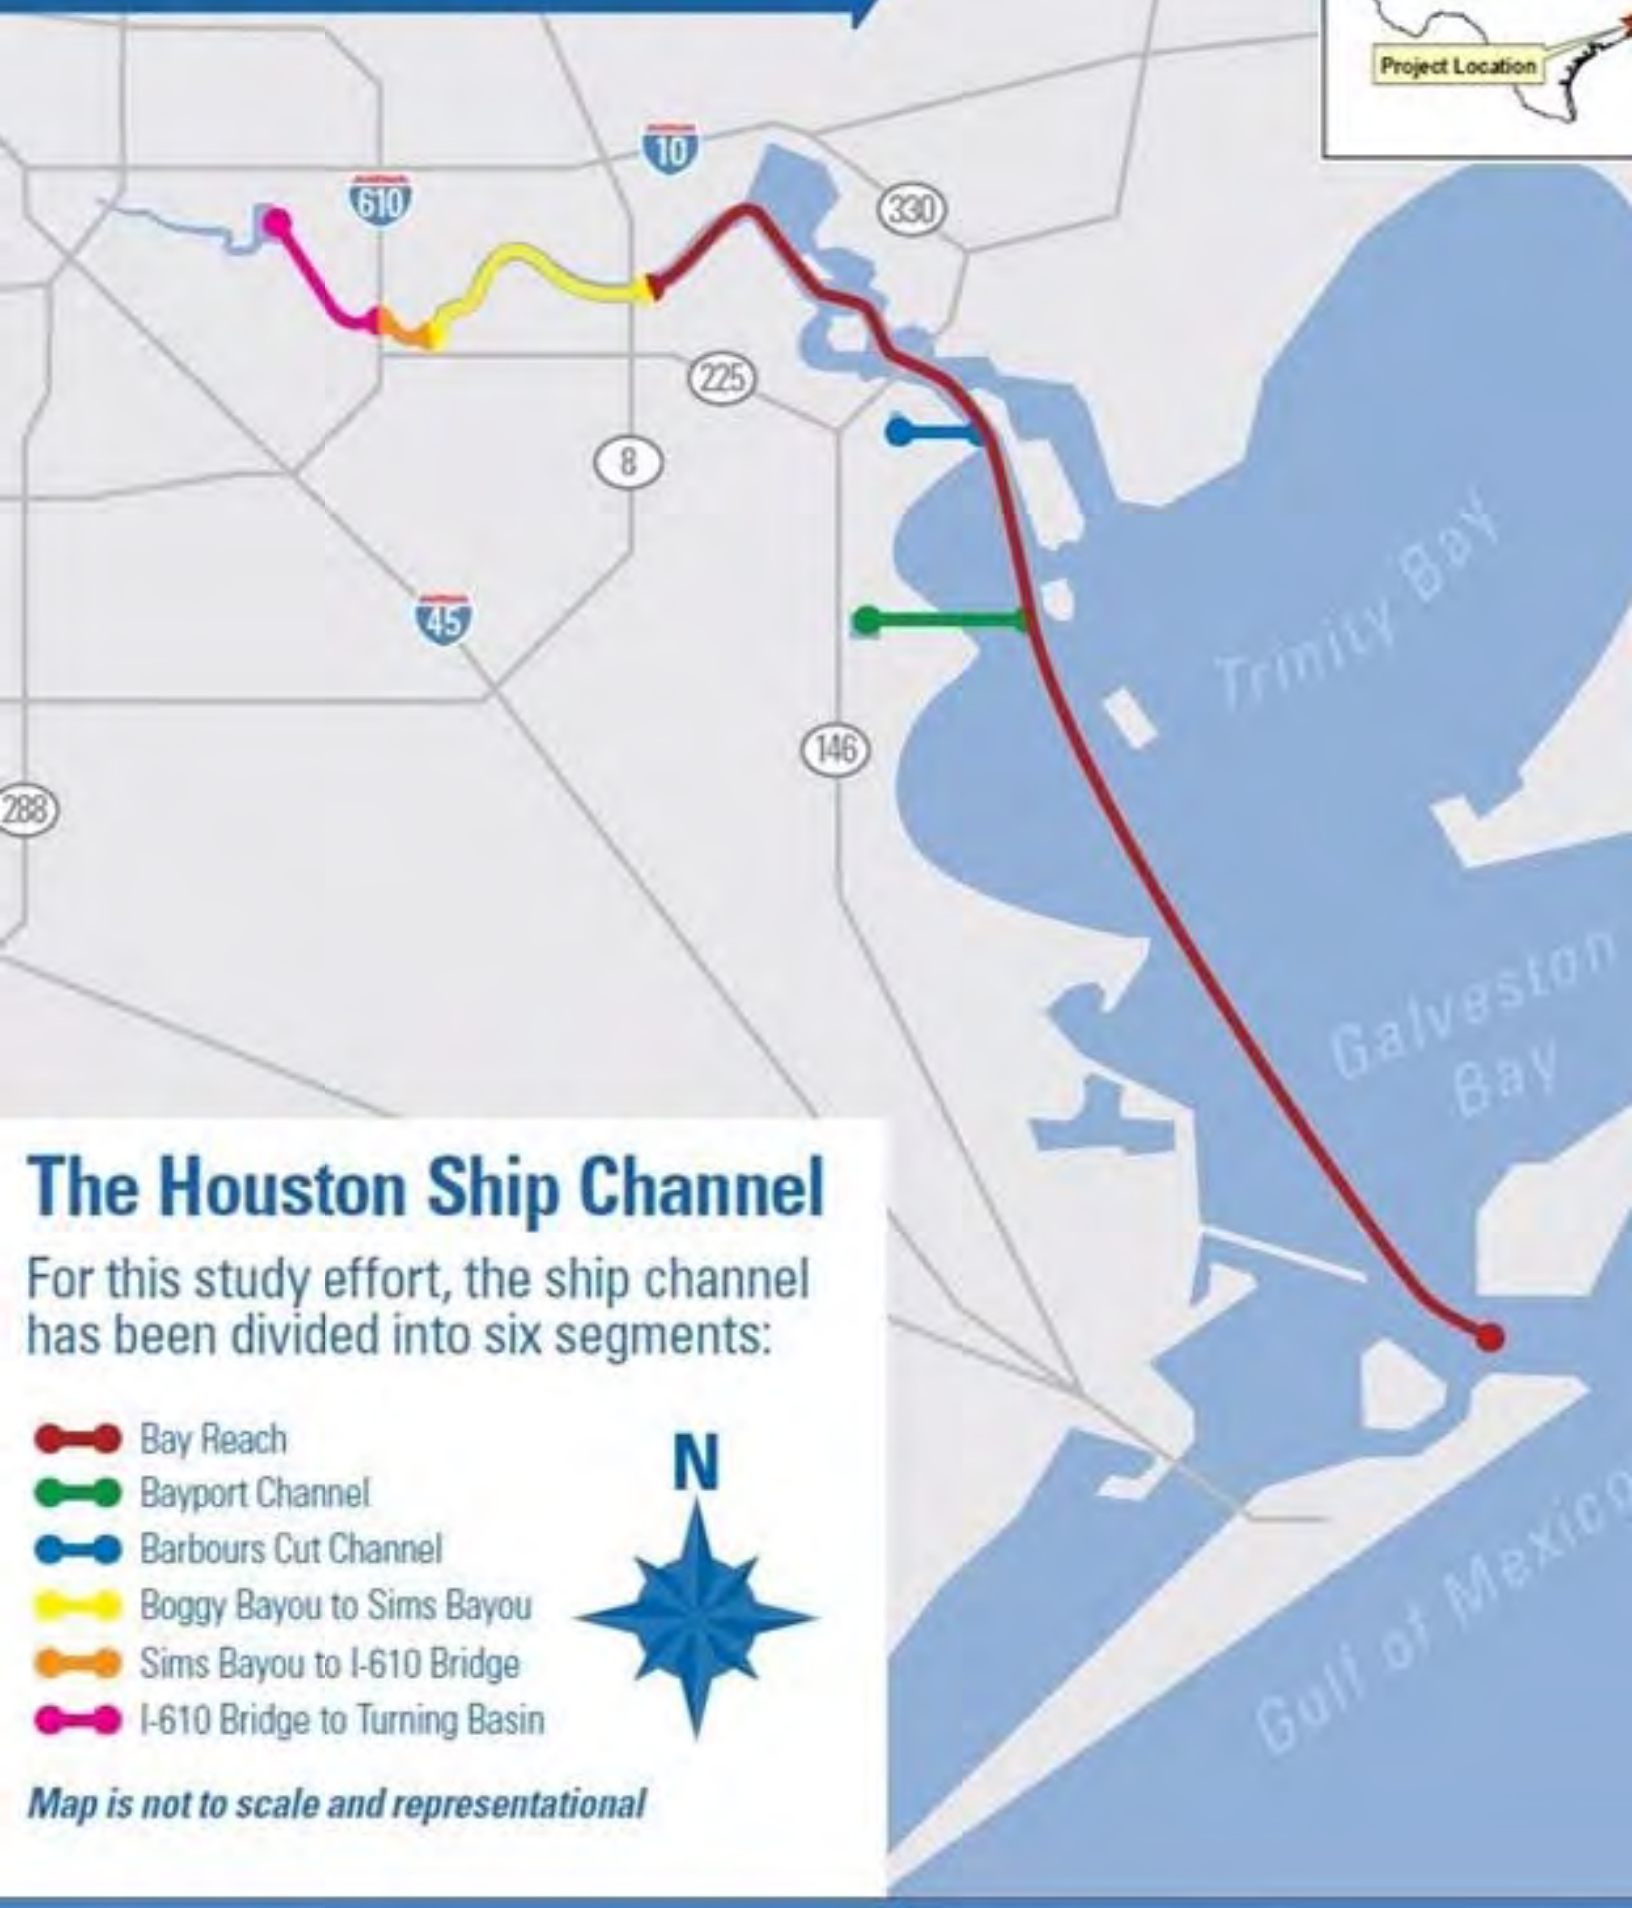 Project Location
10
610
330
225
8
45
146
288
Trinity Bay
Galveston
Bay
Gulf of Mexico
The Houston Ship Channel
For this study effort, the ship channel
has been divided into six segments:
Bay Reach
Bayport Channel
Barbours Cut Channel
Boggy Bayou to Sims Bayou
Sims Bayou to I-610 Bridge
I-610 Bridge to Turning Basin
N
Map is not to scale and representational